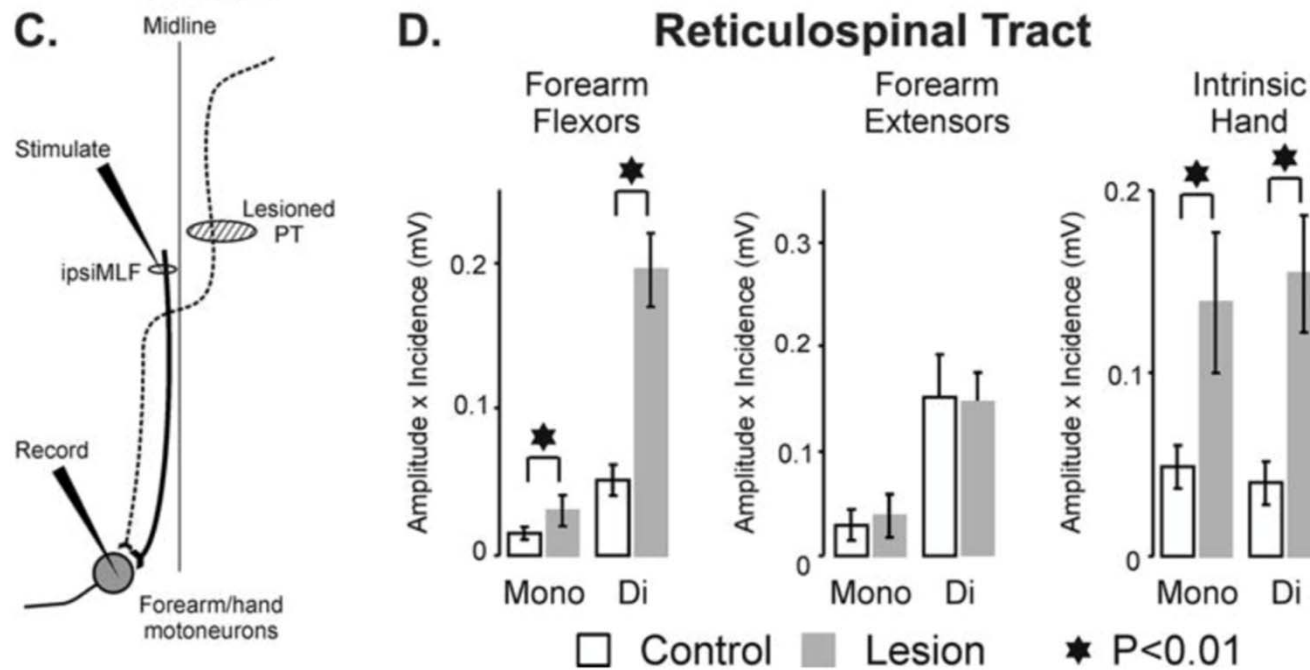 C.
Midline
Stimulate
Lesioned
PT
ipsiMLF
Record
Forearm/hand
motoneurons
D.
Reticulospinal Tract
Forearm
Flexors
Amplitude x Incidence (mV)
0.2
0.1
0
Mono
Di
Forearm
Extensors
Amplitude x Incidence (mV)
0.3
0.2
0.1
0
Mono
Di
Intrinsic
Hand
Amplitude x Incidence (mV)
0.2
0.1
0
Mono
Di
Control
Lesion
P<0.01